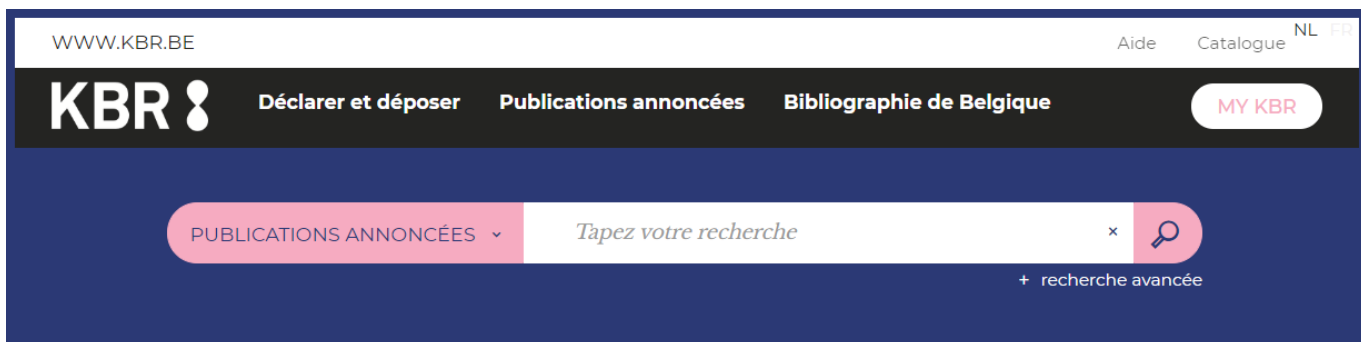 WWW.KBR.BE Aide Catalogue NL FR
KBR Déclarer et déposer Publications annoncées Bibliographie de Belgique MY KBR
PUBLICATIONS ANNONCÉES Tapez votre recherche ×
+ recherche avancée